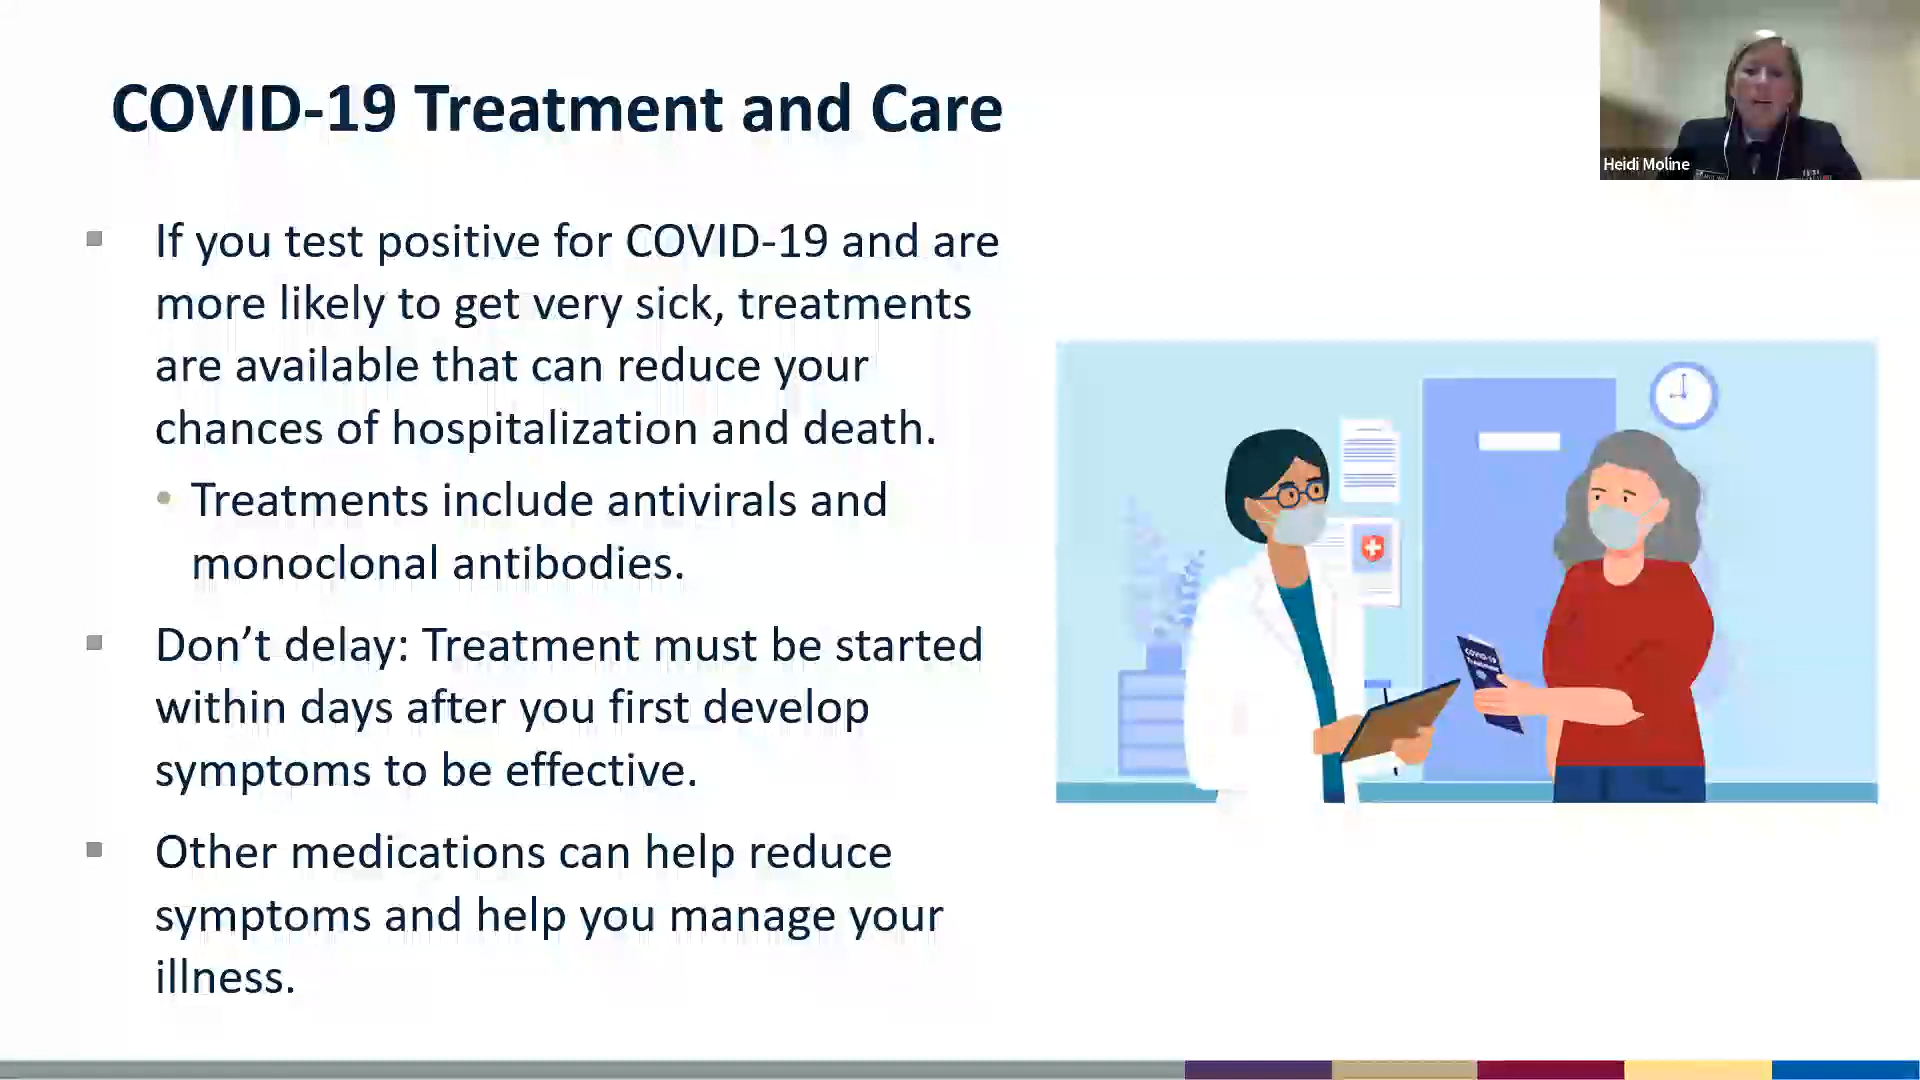 COVID-19 Treatment and Care
Heidi Moline
If you test positive for COVID-19 and are
more likely to get very sick, treatments
are available that can reduce your
chances of hospitalization and death.
Treatments include antivirals and
monoclonal antibodies.
Don’t delay: Treatment must be started
within days after you first develop
symptoms to be effective.
Other medications can help reduce
symptoms and help you manage your
illness.
COVID-19
Treatment